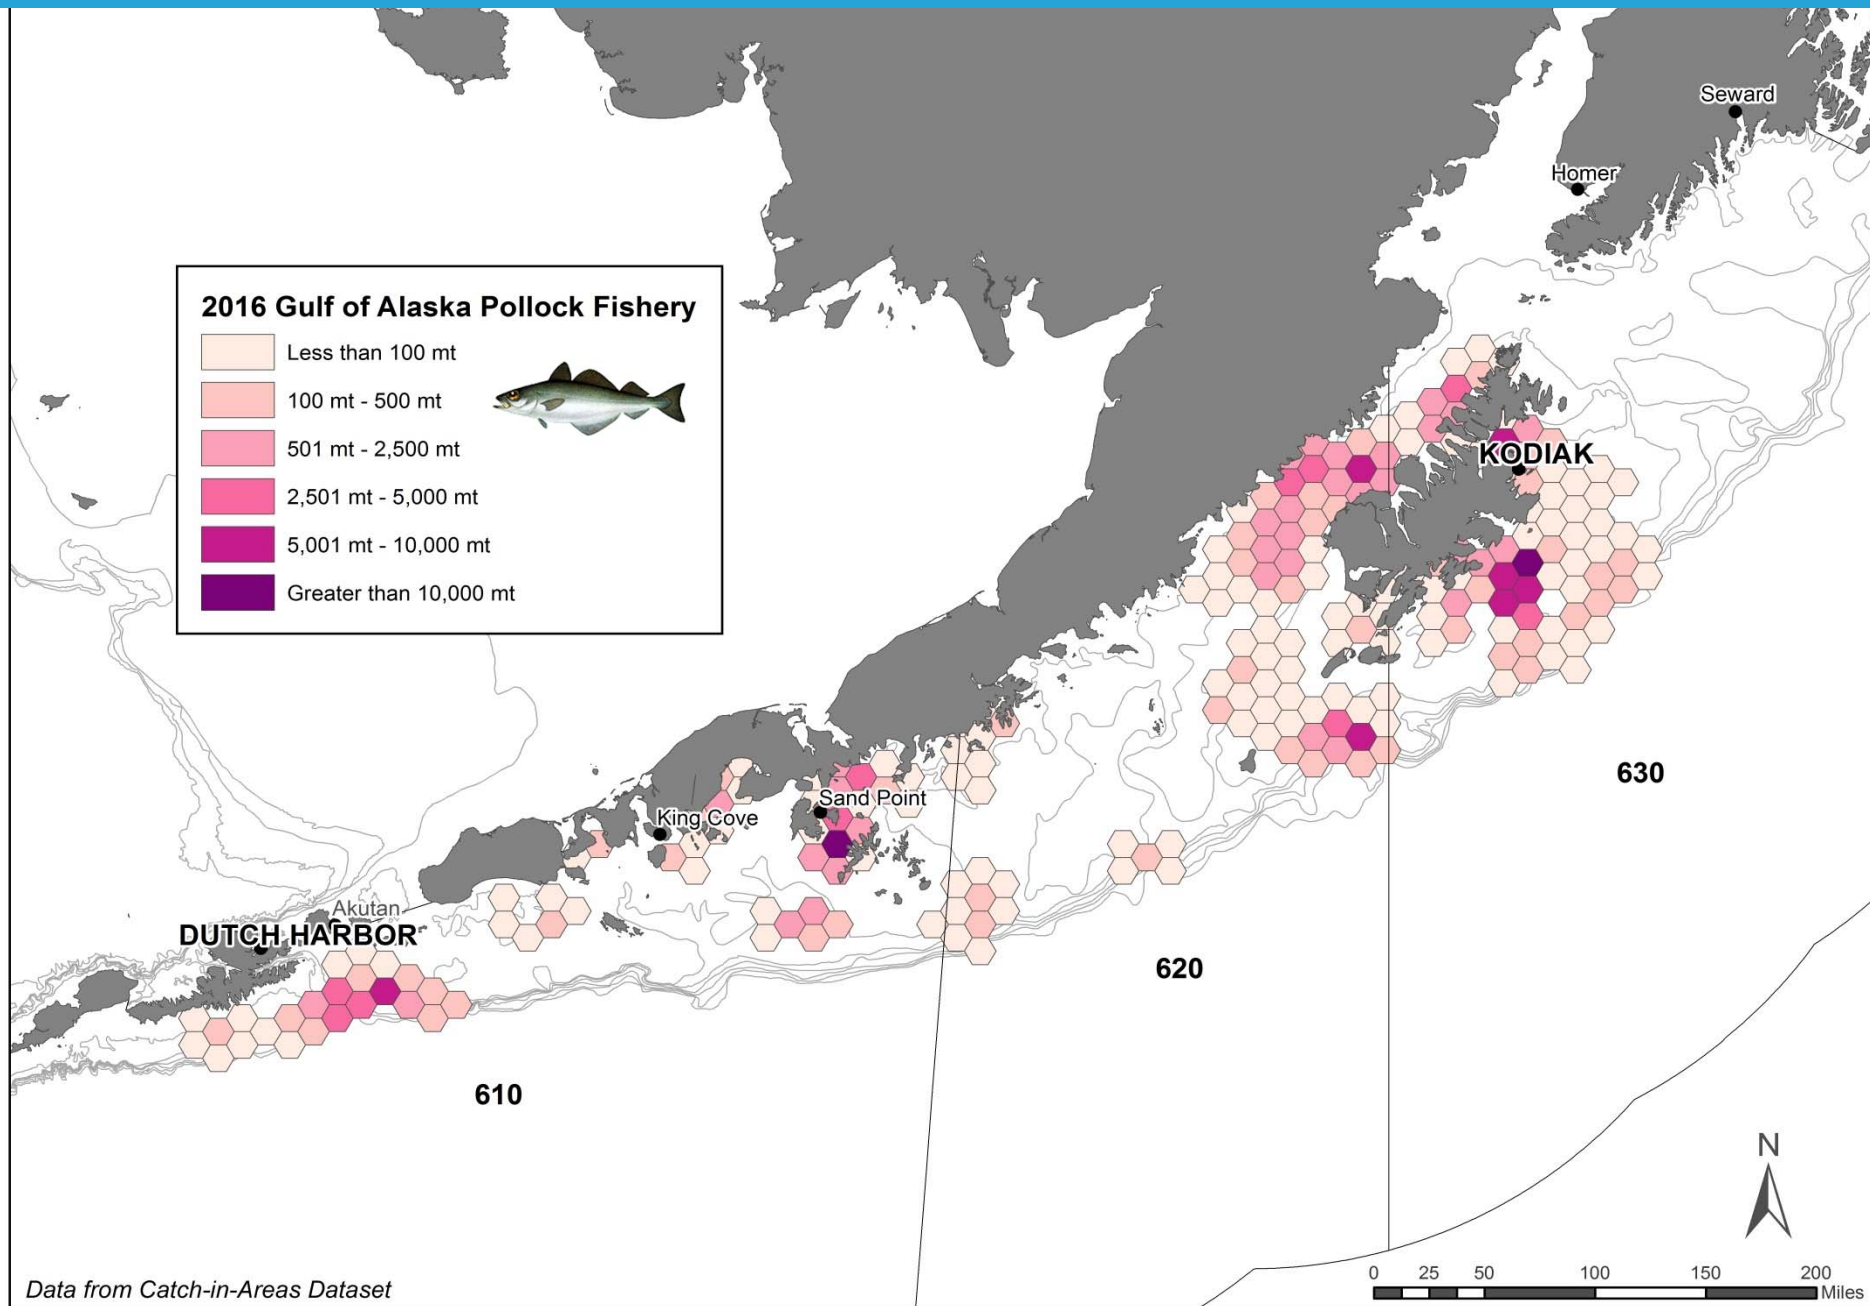 Seward
Homer
2016 Gulf of Alaska Pollock Fishery
Less than 100 mt
100 mt - 500 mt
501 mt - 2,500 mt
2,501 mt - 5,000 mt
5,001 mt - 10,000 mt
Greater than 10,000 mt
KODIAK
630
Sand Point
King Cove
Akutan
DUTCH HARBOR
620
610
N
0 25 50 100 150 200
Miles
Data from Catch-in-Areas Dataset